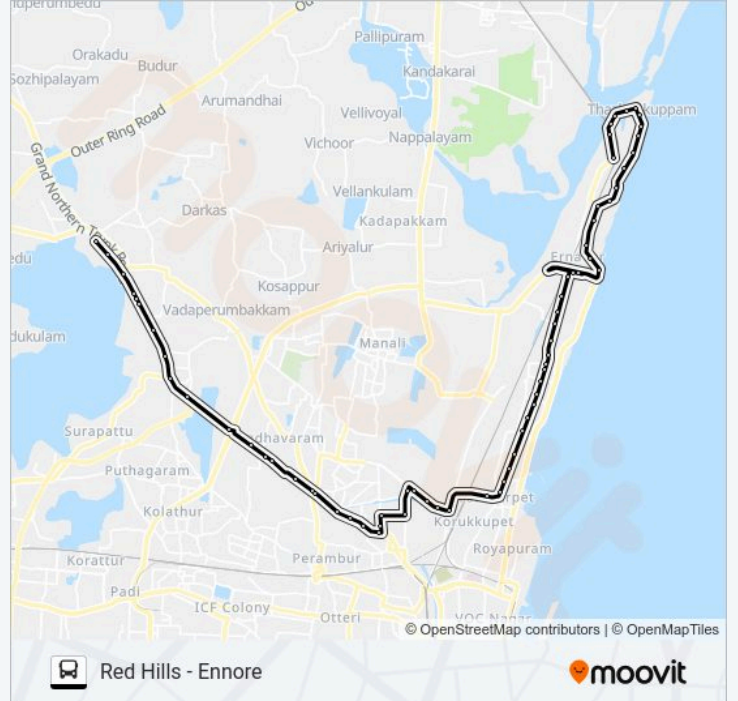 Pallipuram
Kandakarai
Orakadu
Budur
Sozhipalayam
Arumandhai
Vellivoyal
Outer Ring Road
Vichoor
Nappalayam
Grand Northern Trunk R
Vellankulam
Darkas
Kadapakkam
Ariyalur
Kosappur
Vadaperumbakkam
Manali
Surapattu
Puthagaram
Kolathur
Korukkupet
Royapuram
Korattur
Perambur
Padi
ICF Colony
Otteri
© OpenStreetMap contributors | © OpenMapTiles
Red Hills - Ennore
moovit